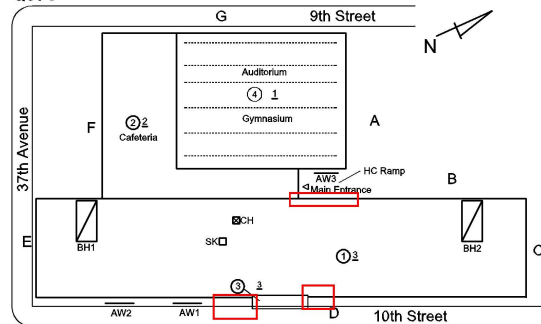 G
9th Street
N
Auditorium
④ 1
Gymnasium
A
37th Avenue
F
② 2
Cafeteria
HC Ramp
AW3
Main Entrance
B
E
BH1
CH
SK
BH2
C
① 3
③ 3
AW2
AW1
D
10th Street